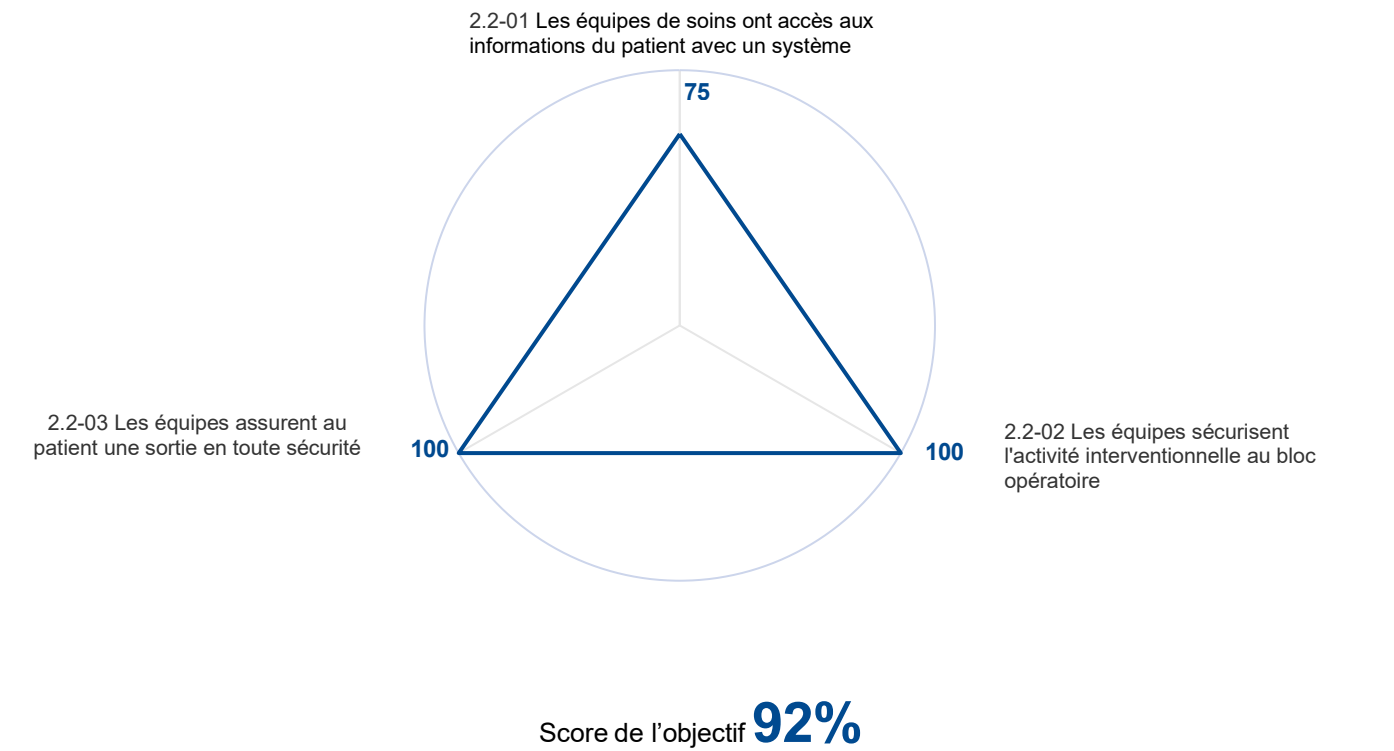 2.2-01 Les équipes de soins ont accès aux
informations du patient avec un système
75
2.2-03 Les équipes assurent au
patient une sortie en toute sécurité
100
100
2.2-02 Les équipes sécurisent
l'activité interventionnelle au bloc
opératoire
Score de l’objectif 92%